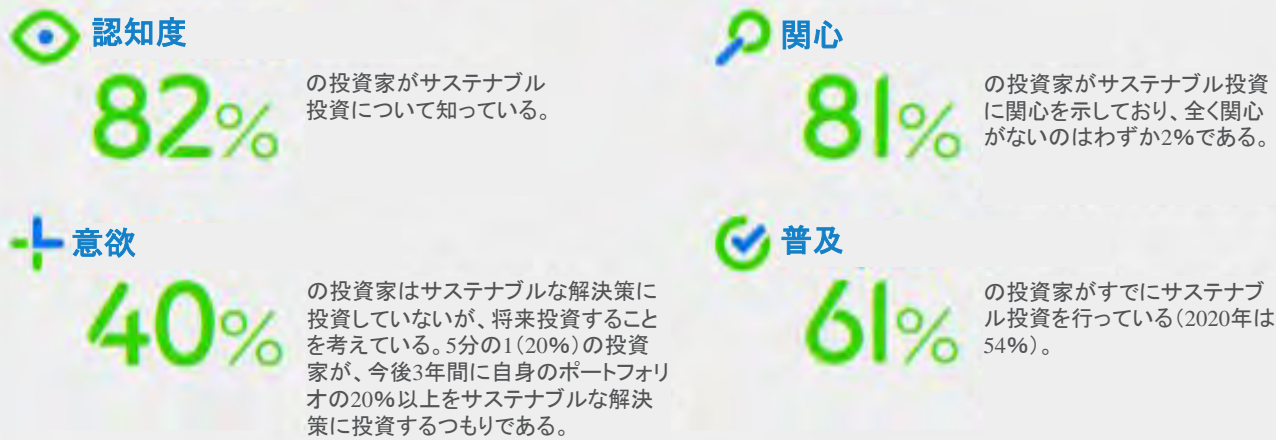 認知度
82%
の投資家がサステナブル
投資について知っている。
関心
81%
の投資家がサステナブル投資
に関心を示しており、全く関心
がないのはわずか2%である。
意欲
40%
の投資家はサステナブルな解決策に
投資していないが、将来投資すること
を考えている。5分の1(20%)の投資
家が、今後3年間に自身のポートフォリ
オの20%以上をサステナブルな解決
策に投資するつもりである。
普及
61%
の投資家がすでにサステナブ
ル投資を行っている(2020年は
54%)。